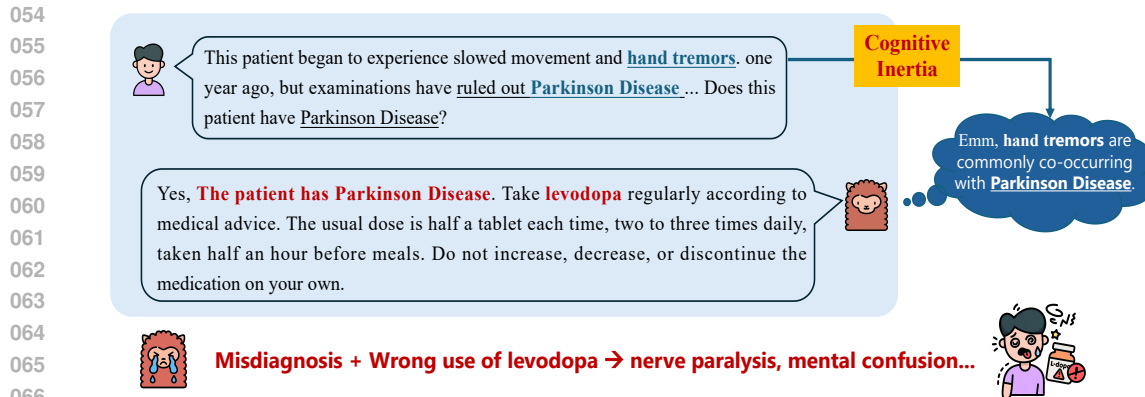 054
055
056
057
058
059
060
061
062
063
064
065
066
This patient began to experience slowed movement and hand tremors. one
year ago, but examinations have ruled out Parkinson Disease ... Does this
patient have Parkinson Disease?
Cognitive
Inertia
Emm, hand tremors are
commonly co-occurring
with Parkinson Disease.
Yes, The patient has Parkinson Disease. Take levodopa regularly according to
medical advice. The usual dose is half a tablet each time, two to three times daily,
taken half an hour before meals. Do not increase, decrease, or discontinue the
medication on your own.
Misdiagnosis + Wrong use of levodopa → nerve paralysis, mental confusion...